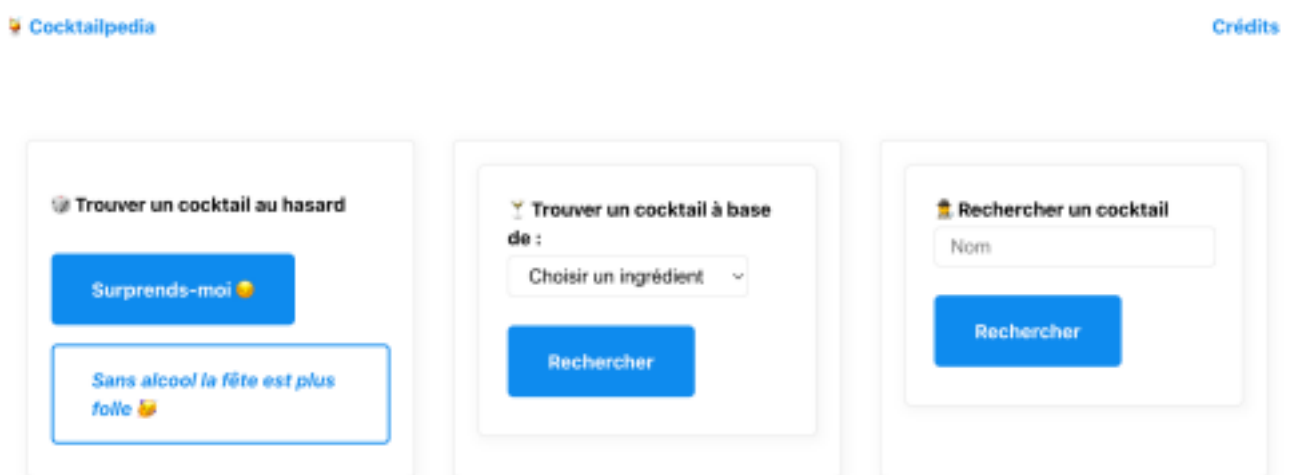 Cocktailpedia
Crédits
Trouver un cocktail au hasard
Surprends-moi
Sans alcool la fête est plus
folle
Trouver un cocktail à base
de :
Choisir un ingrédient
Rechercher
Rechercher un cocktail
Nom
Rechercher